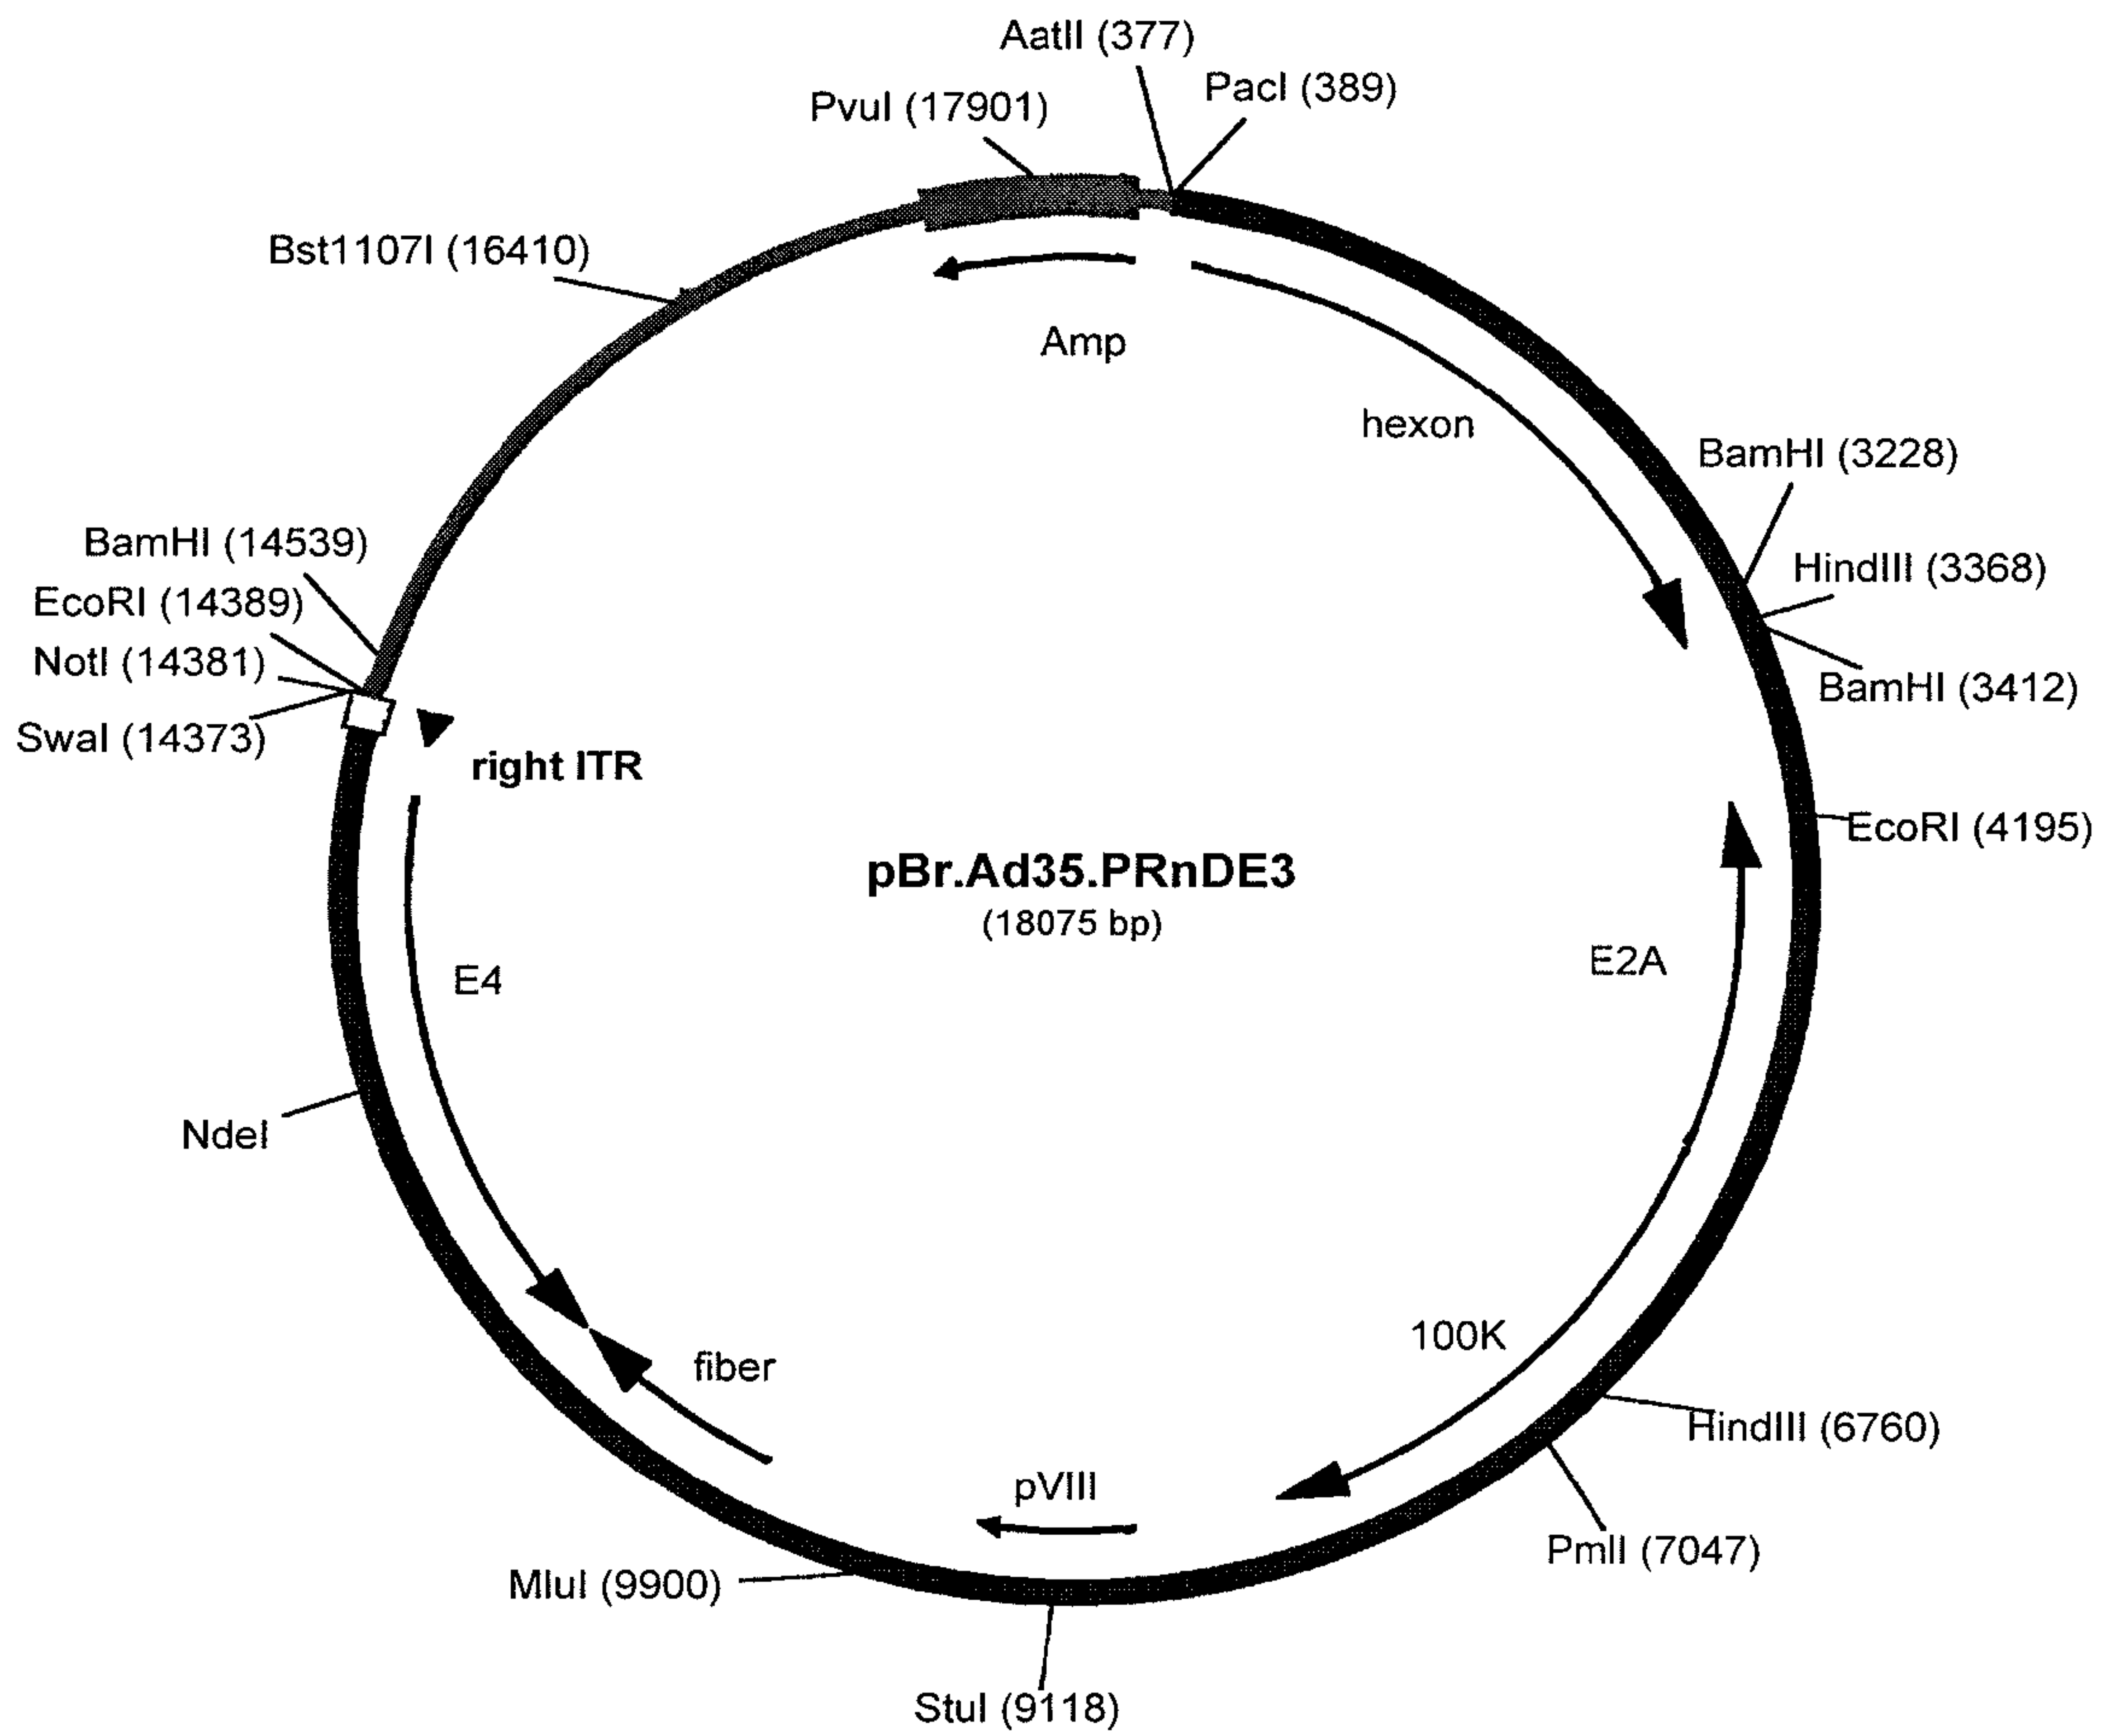 AatII (377)
PacI (389)
PvuI (17901)
Bst1107I (16410)
Amp
hexon
BamHI (3228)
BamHI (14539)
HindIII (3368)
EcoRI (14389)
NotI (14381)
BamHI (3412)
SwaI (14373)
right ITR
EcoRI (4195)
pBr.Ad35.PRnDE3
(18075 bp)
E2A
E4
NdeI
100K
fiber
HindIII (6760)
pVIII
PmlI (7047)
MluI (9900)
StuI (9118)